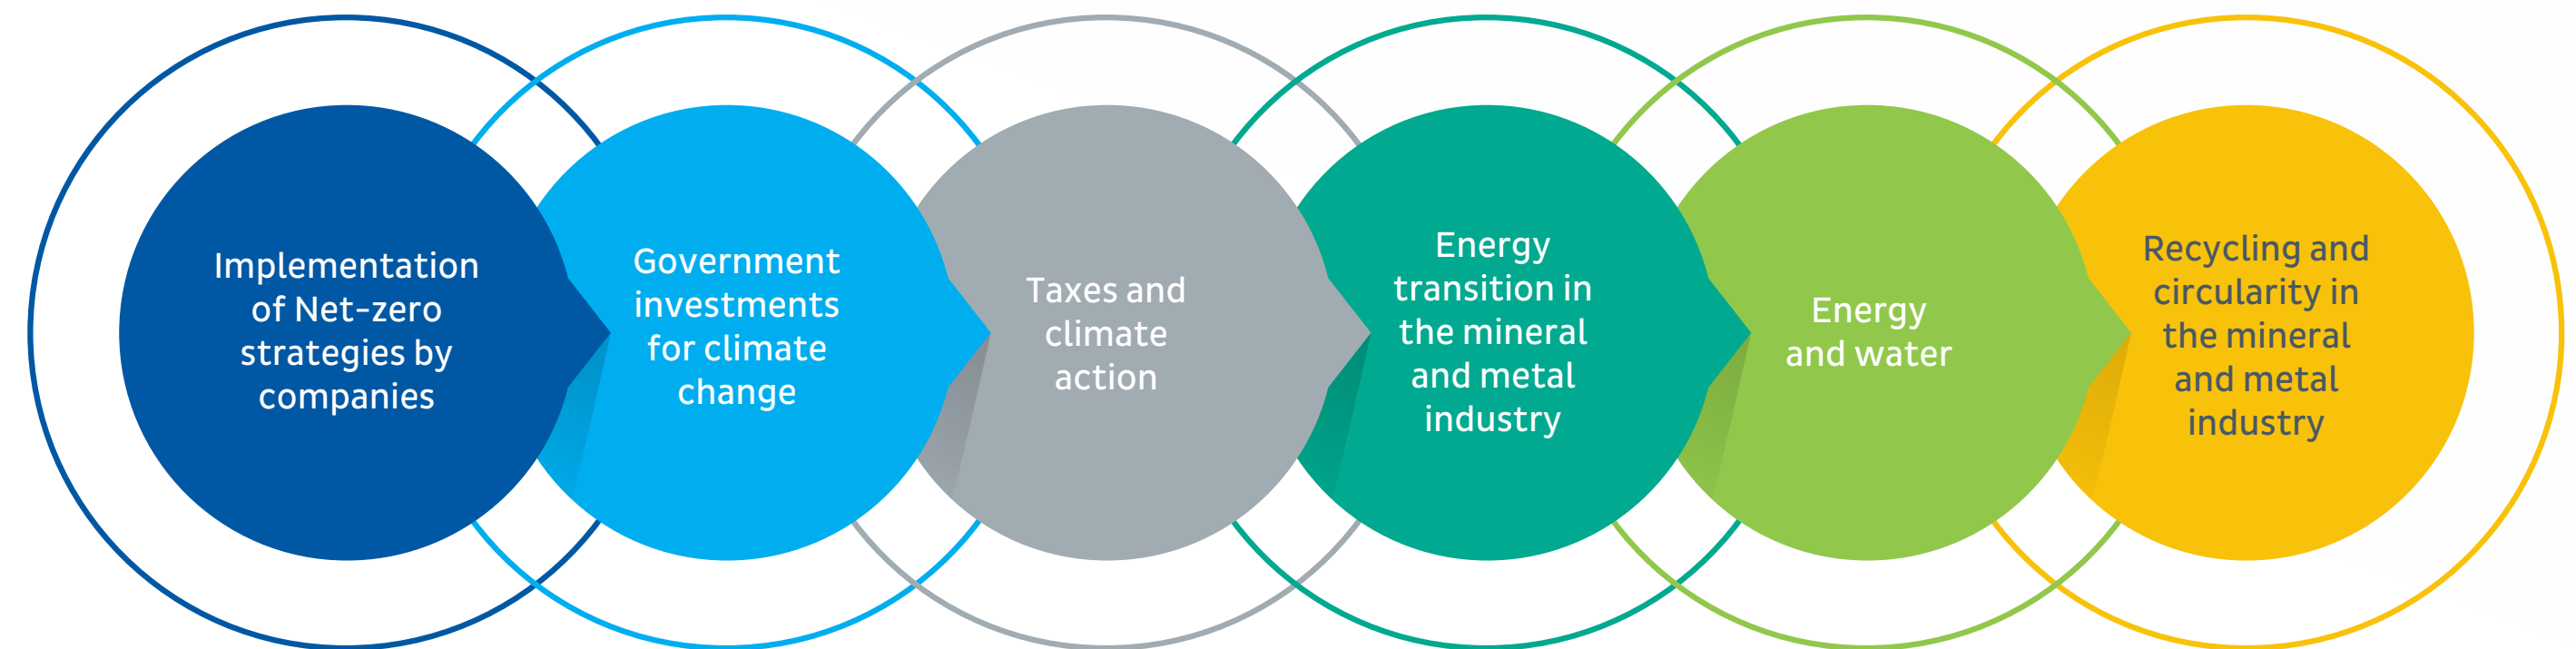 Implementation
of Net-zero
strategies by
companies
Government
investments
for climate
change
Taxes and
climate
action
Energy
transition in
the mineral
and metal
industry
Energy
and water
Recycling and
circularity in
the mineral
and metal
industry